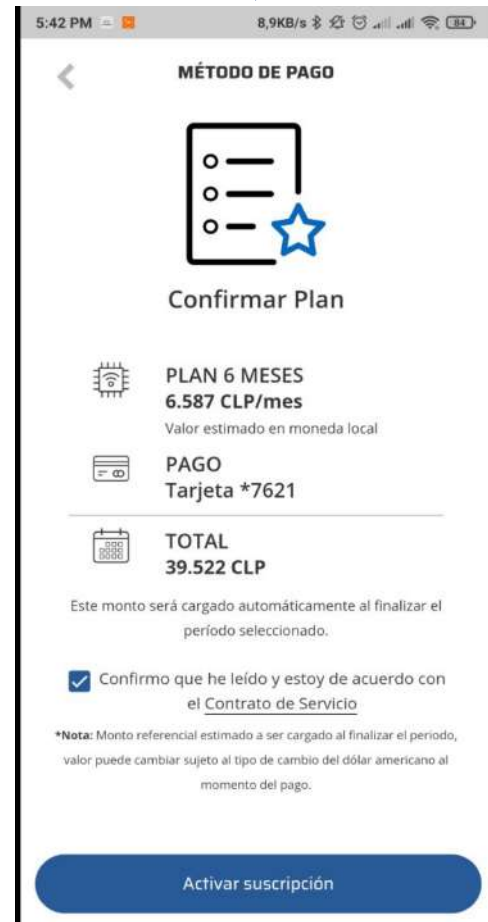 5:42 PM 8,9KB/s 84
MÉTODO DE PAGO
Confirmar Plan
PLAN 6 MESES
6.587 CLP/mes
Valor estimado en moneda local
PAGO
Tarjeta *7621
TOTAL
39.522 CLP
Este monto será cargado automáticamente al finalizar el
período seleccionado.
Confirmo que he leído y estoy de acuerdo con
el Contrato de Servicio
*Nota: Monto referencial estimado a ser cargado al finalizar el periodo,
valor puede cambiar sujeto al tipo de cambio del dólar americano al
momento del pago.
Activar suscripción